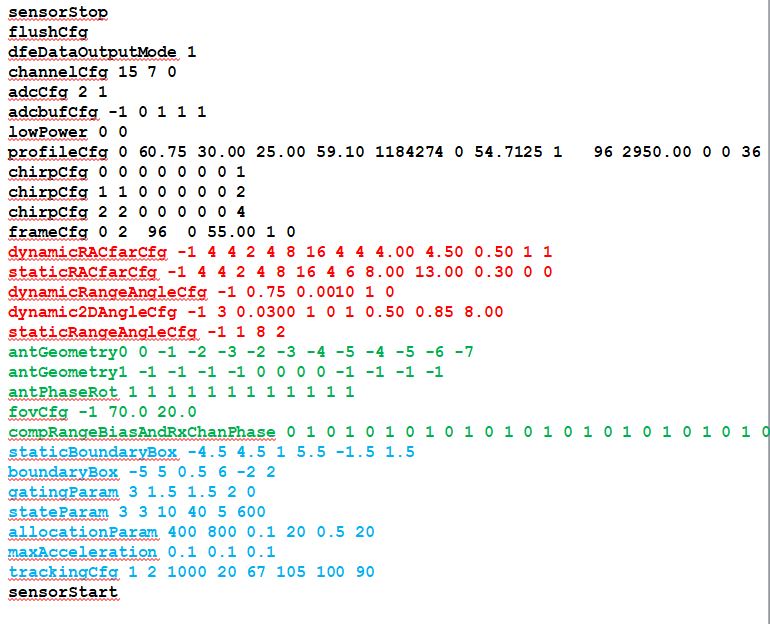 sensorStop
flushCfg
dfeDataOutputMode 1
channelCfg 15 7 0
adcCfg 2 1
adcbufCfg -1 0 1 1 1
lowPower 0 0
profileCfg 0 60.75 30.00 25.00 59.10 1184274 0 54.7125 1 96 2950.00 0 0 36
chirpCfg 0 0 0 0 0 0 0 1
chirpCfg 1 1 0 0 0 0 0 2
chirpCfg 2 2 0 0 0 0 0 4
frameCfg 0 2 96 0 55.00 1 0
dynamicRACfarCfg -1 4 4 2 4 8 16 4 4 4.00 4.50 0.50 1 1
staticRACfarCfg -1 4 4 2 4 8 16 4 6 8.00 13.00 0.30 0 0
dynamicRangeAngleCfg -1 0.75 0.0010 1 0
dynamic2DAngleCfg -1 3 0.0300 1 0 1 0.50 0.85 8.00
staticRangeAngleCfg -1 1 8 2
antGeometry0 0 -1 -2 -3 -2 -3 -4 -5 -4 -5 -6 -7
antGeometry1 -1 -1 -1 -1 0 0 0 0 -1 -1 -1 -1
antPhaseRot 1 1 1 1 1 1 1 1 1 1 1 1
fovCfg -1 70.0 20.0
compRangeBiasAndRxChanPhase 0 1 0 1 0 1 0 1 0 1 0 1 0 1 0 1 0 1 0 1 0 1 0 1 0
staticBoundaryBox -4.5 4.5 1 5.5 -1.5 1.5
boundaryBox -5 5 0.5 6 -2 2
gatingParam 3 1.5 1.5 2 0
stateParam 3 3 10 40 5 600
allocationParam 400 800 0.1 20 0.5 20
maxAcceleration 0.1 0.1 0.1
trackingCfg 1 2 1000 20 67 105 100 90
sensorStart